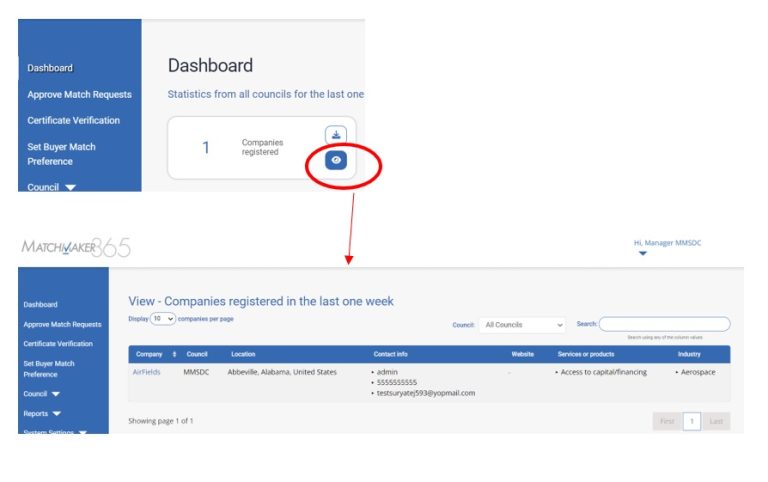 Dashboard
Approve Match Requests
Certificate Verification
Set Buyer Match
Preference
Council
Dashboard
Statistics from all councils for the last one
1
Companies
registered
MATCHMAKER365
Hi, Manager MMSDC
Dashboard
Approve Match Requests
Certificate Verification
Set Buyer Match
Preference
Council
Reports
System Settings
View - Companies registered in the last one week
Display 10 companies per page
Council: All Councils Search:
Search using any of the column values
Company Council Location Contact info Website Services or products Industry
AirFields MMSDC Abbeville, Alabama, United States • admin - • Access to capital/financing • Aerospace
• 5555555555
• testsuryatej593@yopmail.com
Showing page 1 of 1
First 1 Last